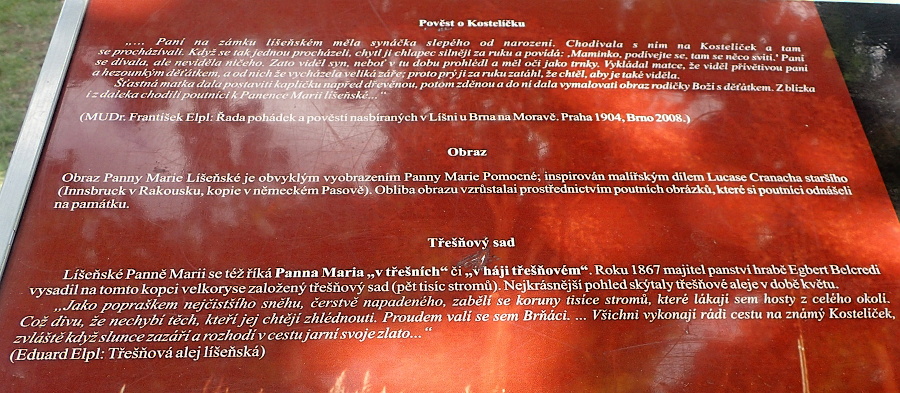 Pověst o Kostelíčku
„.... Paní na zámku líšeňském měla synáčka slepého od narození. Chodívala s ním na Kostelíček a tam
se procházívali. Když se tak jednou procházeli, chytl ji chlapec silněji za ruku a povídá: ‚Maminko, podívejte se, tam se něco svítí.‘ Paní
se dívala, ale neviděla ničeho. Zato viděl syn, neboť v tu dobu prohlédl a měl oči jako trnky. Vykládal matce, že viděl přívětivou paní
a hezounkým děťátkem, a od nich že vycházela veliká záře; proto prý ji za ruku zatáhl, že chtěl, aby je také viděla.
Šťastná matka dala postaviti kapličku napřed dřevěnou, potom zděnou a do ní dala vymalovati obraz rodičky Boží s děťátkem. Z blízka
i z daleka chodili poutníci k Panence Marii líšeňské...“
(MUDr. František Elpl: Řada pohádek a pověstí nasbíraných v Líšni u Brna na Moravě. Praha 1904, Brno 2008.)
Obraz
Obraz Panny Marie Líšeňské je obvyklým vyobrazením Panny Marie Pomocné; inspirován malířským dílem Lucase Cranacha staršího
(Innsbruck v Rakousku, kopie v německém Pasově). Obliba obrazu vzrůstala i prostřednictvím poutních obrázků, které si poutníci odnášeli
na památku.
Třešňový sad
Líšeňské Panně Marii se též říká Panna Maria „v třešních“ či „v háji třešňovém“. Roku 1867 majitel panství hrabě Egbert Belcredi
vysadil na tomto kopci velkoryse založený třešňový sad (pět tisíc stromů). Nejkrásnější pohled skýtaly třešňové aleje v době květu.
„Jako popraškem nejčistšího sněhu, čerstvě napadeného, zabělí se koruny tisíce stromů, které lákají sem hosty z celého okolí.
Což divu, že nechybí těch, kteří jej chtějí zhlédnouti. Proudem valí se sem Brňáci. ... Všichni vykonají rádi cestu na známý Kostelíček,
zvláště když slunce zazáří a rozhodí v cestu jarní svoje zlato...“
(Eduard Elpl: Třešňová alej líšeňská)